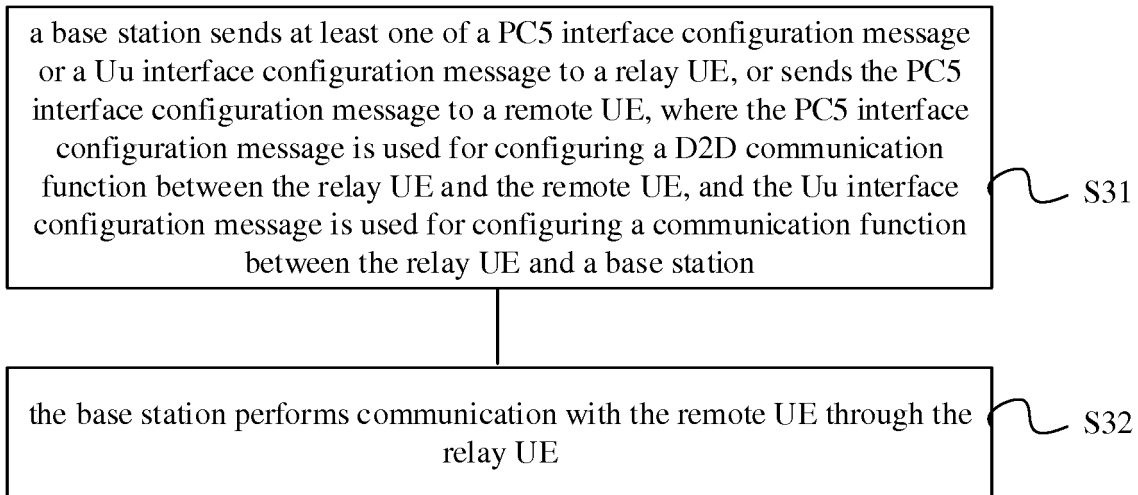 a base station sends at least one of a PC5 interface configuration message
or a Uu interface configuration message to a relay UE, or sends the PC5
interface configuration message to a remote UE, where the PC5 interface
configuration message is used for configuring a D2D communication
function between the relay UE and the remote UE, and the Uu interface
configuration message is used for configuring a communication function
between the relay UE and a base station
S31
the base station performs communication with the remote UE through the
relay UE
S32